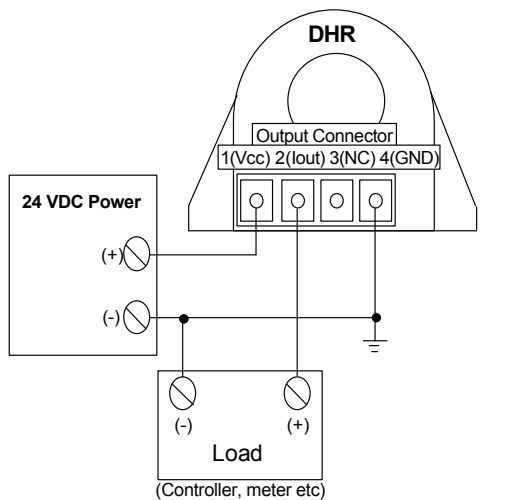 DHR
Output Connector
1(Vcc) 2(Iout) 3(NC) 4(GND)
24 VDC Power
(+)
(-)
(-)
(+)
Load
(Controller, meter etc)